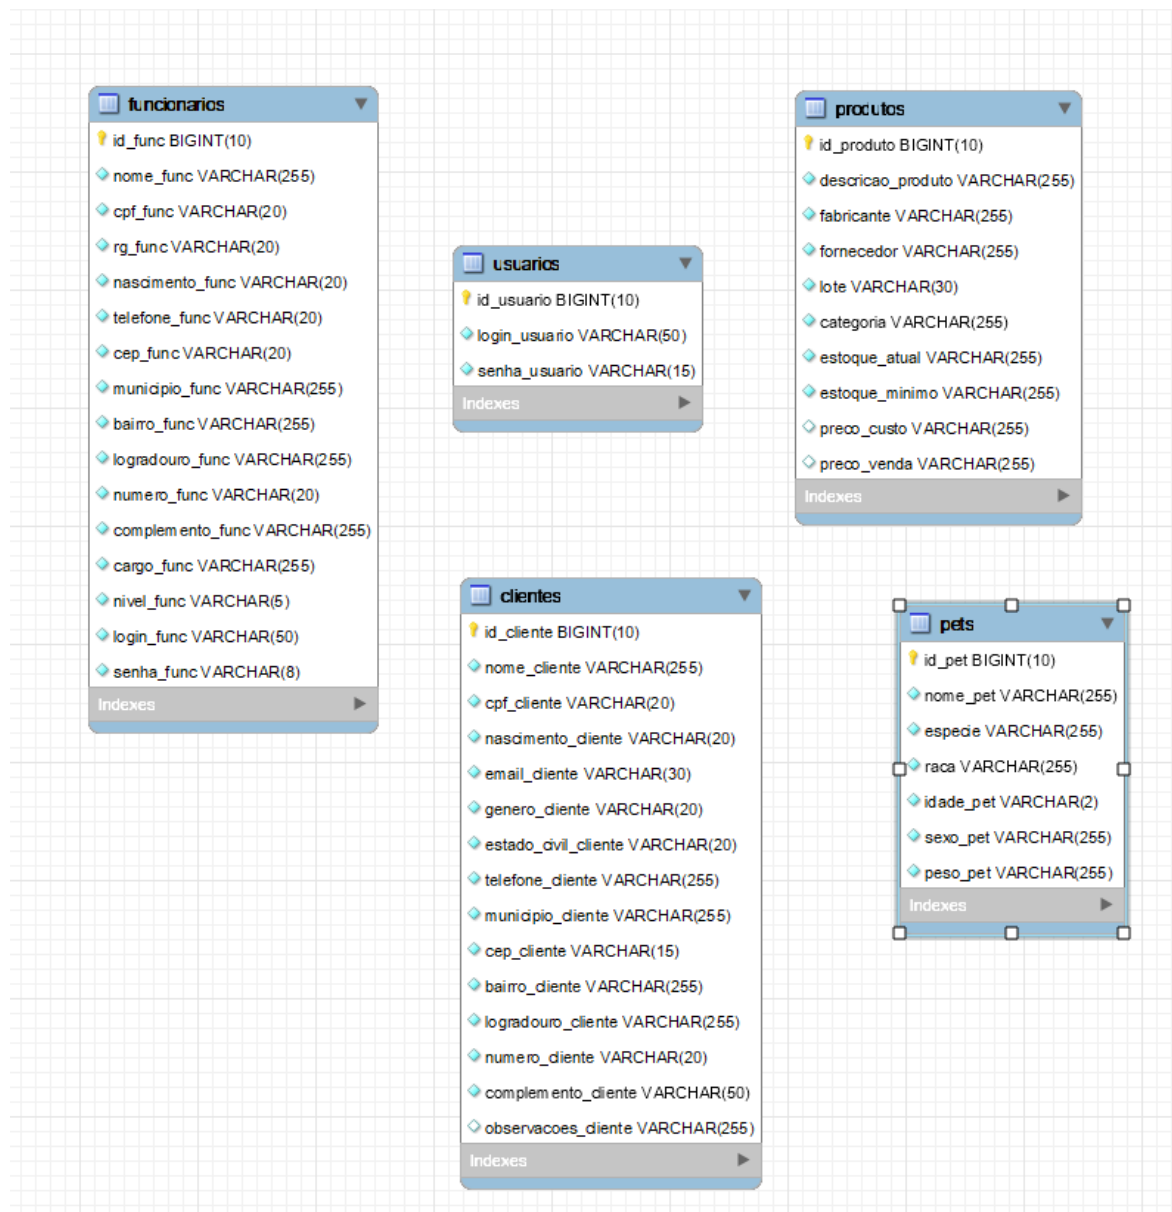 funcionarios
id_func BIGINT(10)
nome_func VARCHAR(255)
cpf_func VARCHAR(20)
rg_func VARCHAR(20)
nascimento_func VARCHAR(20)
telefone_func VARCHAR(20)
cep_func VARCHAR(20)
municipio_func VARCHAR(255)
bairro_func VARCHAR(255)
logradouro_func VARCHAR(255)
numero_func VARCHAR(20)
complemento_func VARCHAR(255)
cargo_func VARCHAR(255)
nivel_func VARCHAR(5)
login_func VARCHAR(50)
senha_func VARCHAR(8)
Indexes
usuarios
id_usuario BIGINT(10)
login_usuario VARCHAR(50)
senha_usuario VARCHAR(15)
Indexes
produtos
id_produto BIGINT(10)
descricao_produto VARCHAR(255)
fabricante VARCHAR(255)
fornecedor VARCHAR(255)
lote VARCHAR(30)
categoria VARCHAR(255)
estoque_atual VARCHAR(255)
estoque_minimo VARCHAR(255)
preco_custo VARCHAR(255)
preco_venda VARCHAR(255)
Indexes
clientes
id_cliente BIGINT(10)
nome_cliente VARCHAR(255)
cpf_cliente VARCHAR(20)
nascimento_cliente VARCHAR(20)
email_cliente VARCHAR(30)
genero_cliente VARCHAR(20)
estado_civil_cliente VARCHAR(20)
telefone_cliente VARCHAR(255)
municipio_cliente VARCHAR(255)
cep_cliente VARCHAR(15)
bairro_cliente VARCHAR(255)
logradouro_cliente VARCHAR(255)
numero_cliente VARCHAR(20)
complemento_cliente VARCHAR(50)
observacoes_cliente VARCHAR(255)
Indexes
pets
id_pet BIGINT(10)
nome_pet VARCHAR(255)
especie VARCHAR(255)
raca VARCHAR(255)
idade_pet VARCHAR(2)
sexo_pet VARCHAR(255)
peso_pet VARCHAR(255)
Indexes